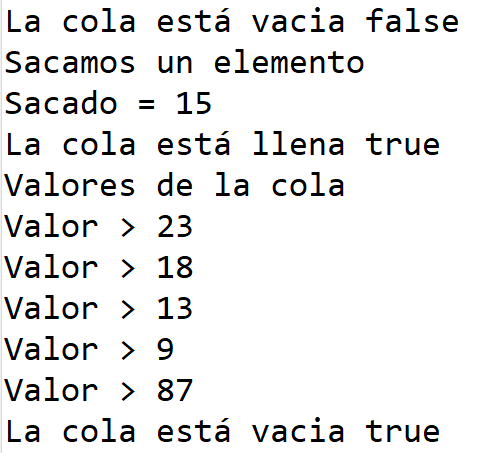 La cola está vacia false
Sacamos un elemento
Sacado = 15
La cola está llena true
Valores de la cola
Valor > 23
Valor > 18
Valor > 13
Valor > 9
Valor > 87
La cola está vacia true